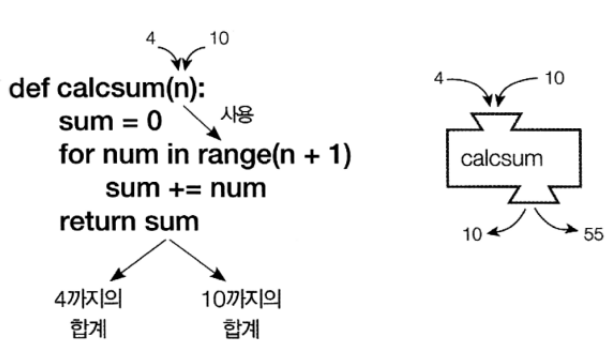 4 10
def calcsum(n):
사용
sum = 0
for num in range(n + 1)
sum += num
return sum
4까지의
합계
10까지의
합계
4 10
calcsum
10 55